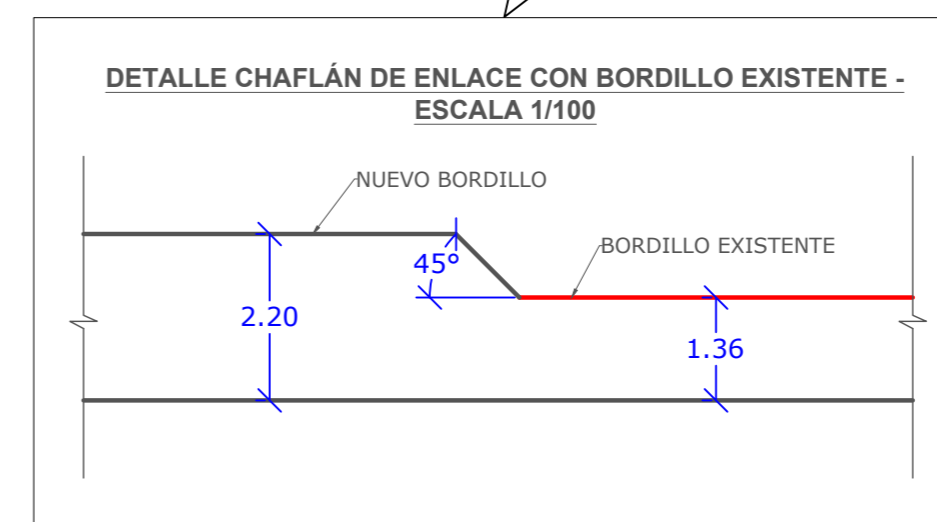 DETALLE CHAFLÁN DE ENLACE CON BORDILLO EXISTENTE -
ESCALA 1/100
NUEVO BORDILLO
BORDILLO EXISTENTE
45°
2.20
1.36